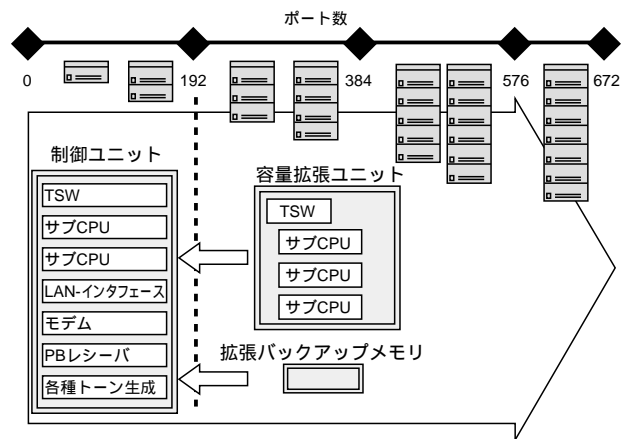 ポート数
0
192
384
576
672
制御ユニット
TSW
サブCPU
サブCPU
LAN-インタフェース
モデム
PBレシーバ
各種トーン生成
容量拡張ユニット
TSW
サブCPU
サブCPU
サブCPU
拡張バックアップメモリ